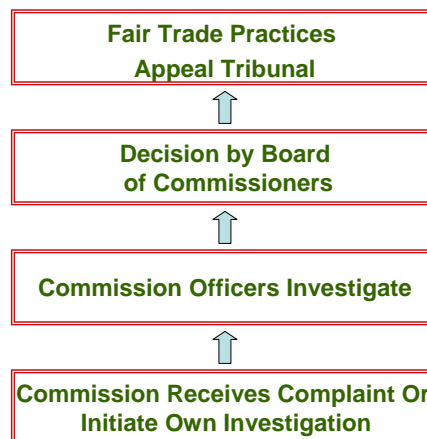 Fair Trade Practices
Appeal Tribunal
Decision by Board
of Commissioners
Commission Officers Investigate
Commission Receives Complaint Or
Initiate Own Investigation